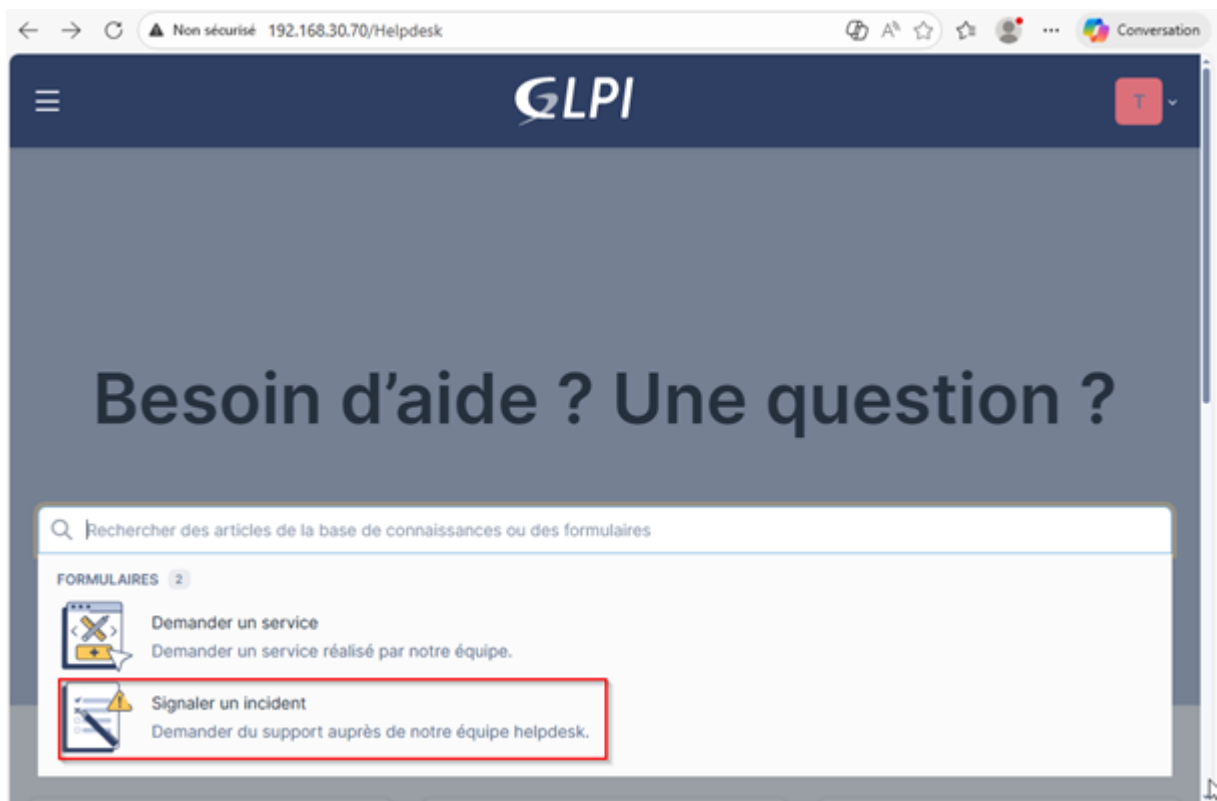 Non sécurisé 192.168.30.70/Helpdesk Conversation
GLPI
T
Besoin d'aide ? Une question ?
Rechercher des articles de la base de connaissances ou des formulaires
FORMULAIRES 2
Demander un service
Demander un service réalisé par notre équipe.
Signaler un incident
Demander du support auprès de notre équipe helpdesk.